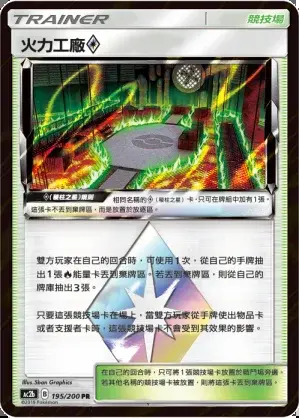 TRAINER 競技場
火力工廠◇
◇(稜柱之星)規則
相同名稱的◇(稜柱之星)卡,只可在牌組中加有1張。
這張卡不丟到棄牌區,而是放置於放逐區。
雙方玩家在自己的回合時,可使用1次,從自己的手牌抽
出1張能量卡丟到棄牌區。若丟到棄牌區,則從自己的
牌庫抽出3張。
只要這張競技場卡在場上,當雙方玩家從手牌使出物品卡
或者支援者卡時,這張競技場不會受到其效果的影響。
Illus. 5ban Graphics
AC2b 195/200 PR
©2018 Pokémon
在自己的回合時,只可將1張競技場卡放置於戰鬥場旁邊。
若其他名稱的競技場卡被放置,則將此卡放置於棄牌區。